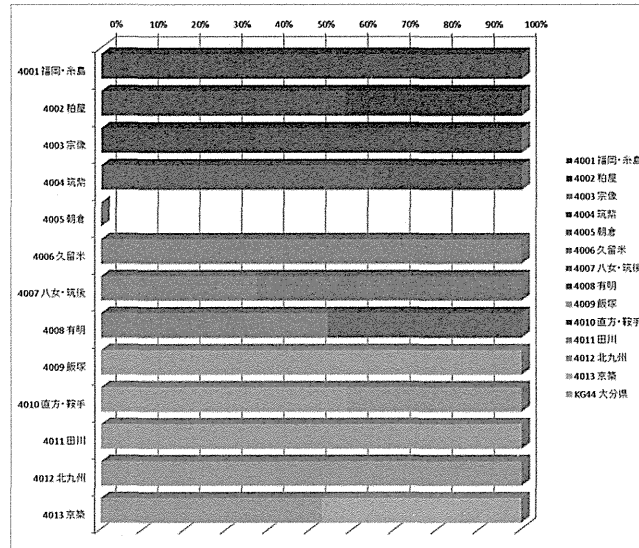 0% 10% 20% 30% 40% 50% 60% 70% 80% 90% 100%
4001 福岡・糸島
4002 粕屋
4003 宗像
4004 筑紫
4005 朝倉
4006 久留米
4007 八女・筑後
4008 有明
4009 飯塚
4010 直方・鞍手
4011 田川
4012 北九州
4013 京築
4001 福岡・糸島
4002 粕屋
4003 宗像
4004 筑紫
4005 朝倉
4006 久留米
4007 八女・筑後
4008 有明
4009 飯塚
4010 直方・鞍手
4011 田川
4012 北九州
4013 京築
KG44 大分県